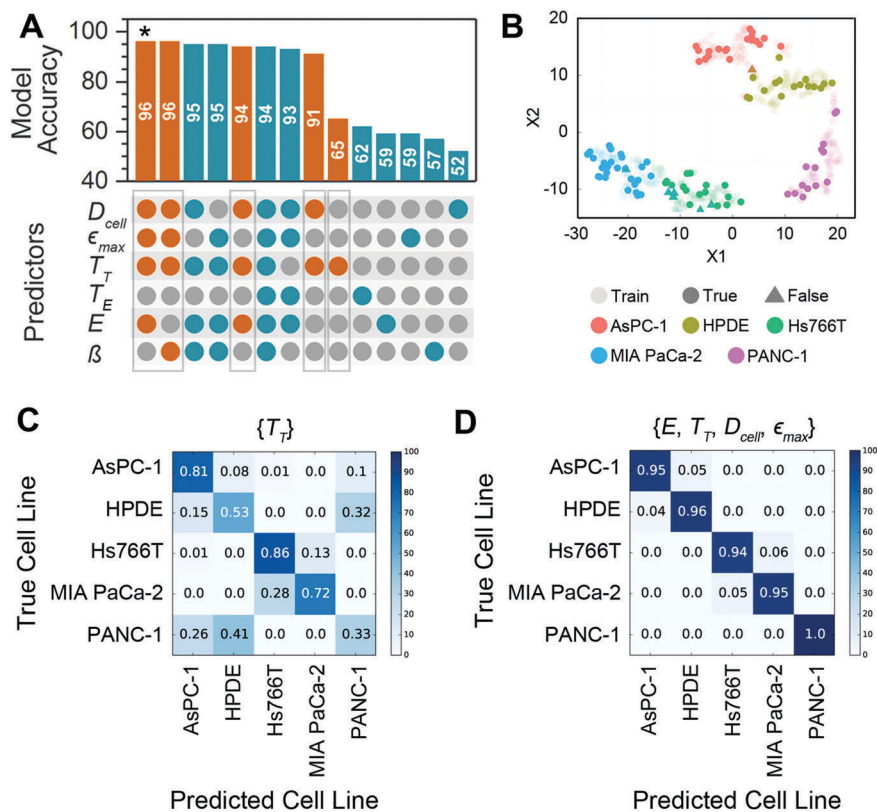 A
Model Accuracy
100
80
60
40
*
96 96 95 95 94 94 93 91 65 62 59 59 57 52
Predictors
D_cell
ϵ_max
T_T
T_E
E
ß
B
X2
20
10
0
-10
-30 -20 -10 0 10 20
X1
Train True False
AsPC-1 HPDE Hs766T
MIA PaCa-2 PANC-1
C
{T_T}
True Cell Line
AsPC-1 0.81 0.08 0.01 0.0 0.1
HPDE 0.15 0.53 0.0 0.0 0.32
Hs766T 0.01 0.0 0.86 0.13 0.0
MIA PaCa-2 0.0 0.0 0.28 0.72 0.0
PANC-1 0.26 0.41 0.0 0.0 0.33
100
90
80
70
60
50
40
30
20
10
0
AsPC-1 HPDE Hs766T MIA PaCa-2 PANC-1
Predicted Cell Line
D
{E, T_T, D_cell, ϵ_max}
True Cell Line
AsPC-1 0.95 0.05 0.0 0.0 0.0
HPDE 0.04 0.96 0.0 0.0 0.0
Hs766T 0.0 0.0 0.94 0.06 0.0
MIA PaCa-2 0.0 0.0 0.05 0.95 0.0
PANC-1 0.0 0.0 0.0 0.0 1.0
100
90
80
70
60
50
40
30
20
10
0
AsPC-1 HPDE Hs766T MIA PaCa-2 PANC-1
Predicted Cell Line